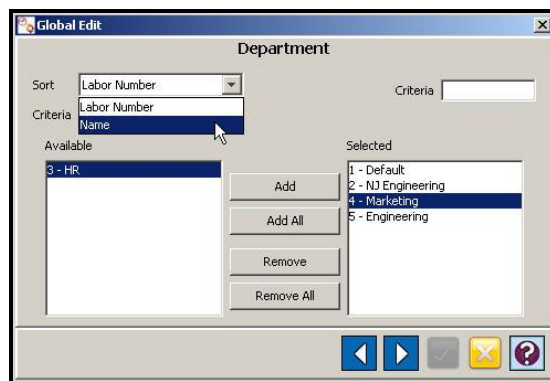 Global Edit
Department
Sort Labor Number Criteria
Labor Number
Criteria
Name
Available Selected
3 - HR
1 - Default
2 - NJ Engineering
4 - Marketing
5 - Engineering
Add
Add All
Remove
Remove All
?